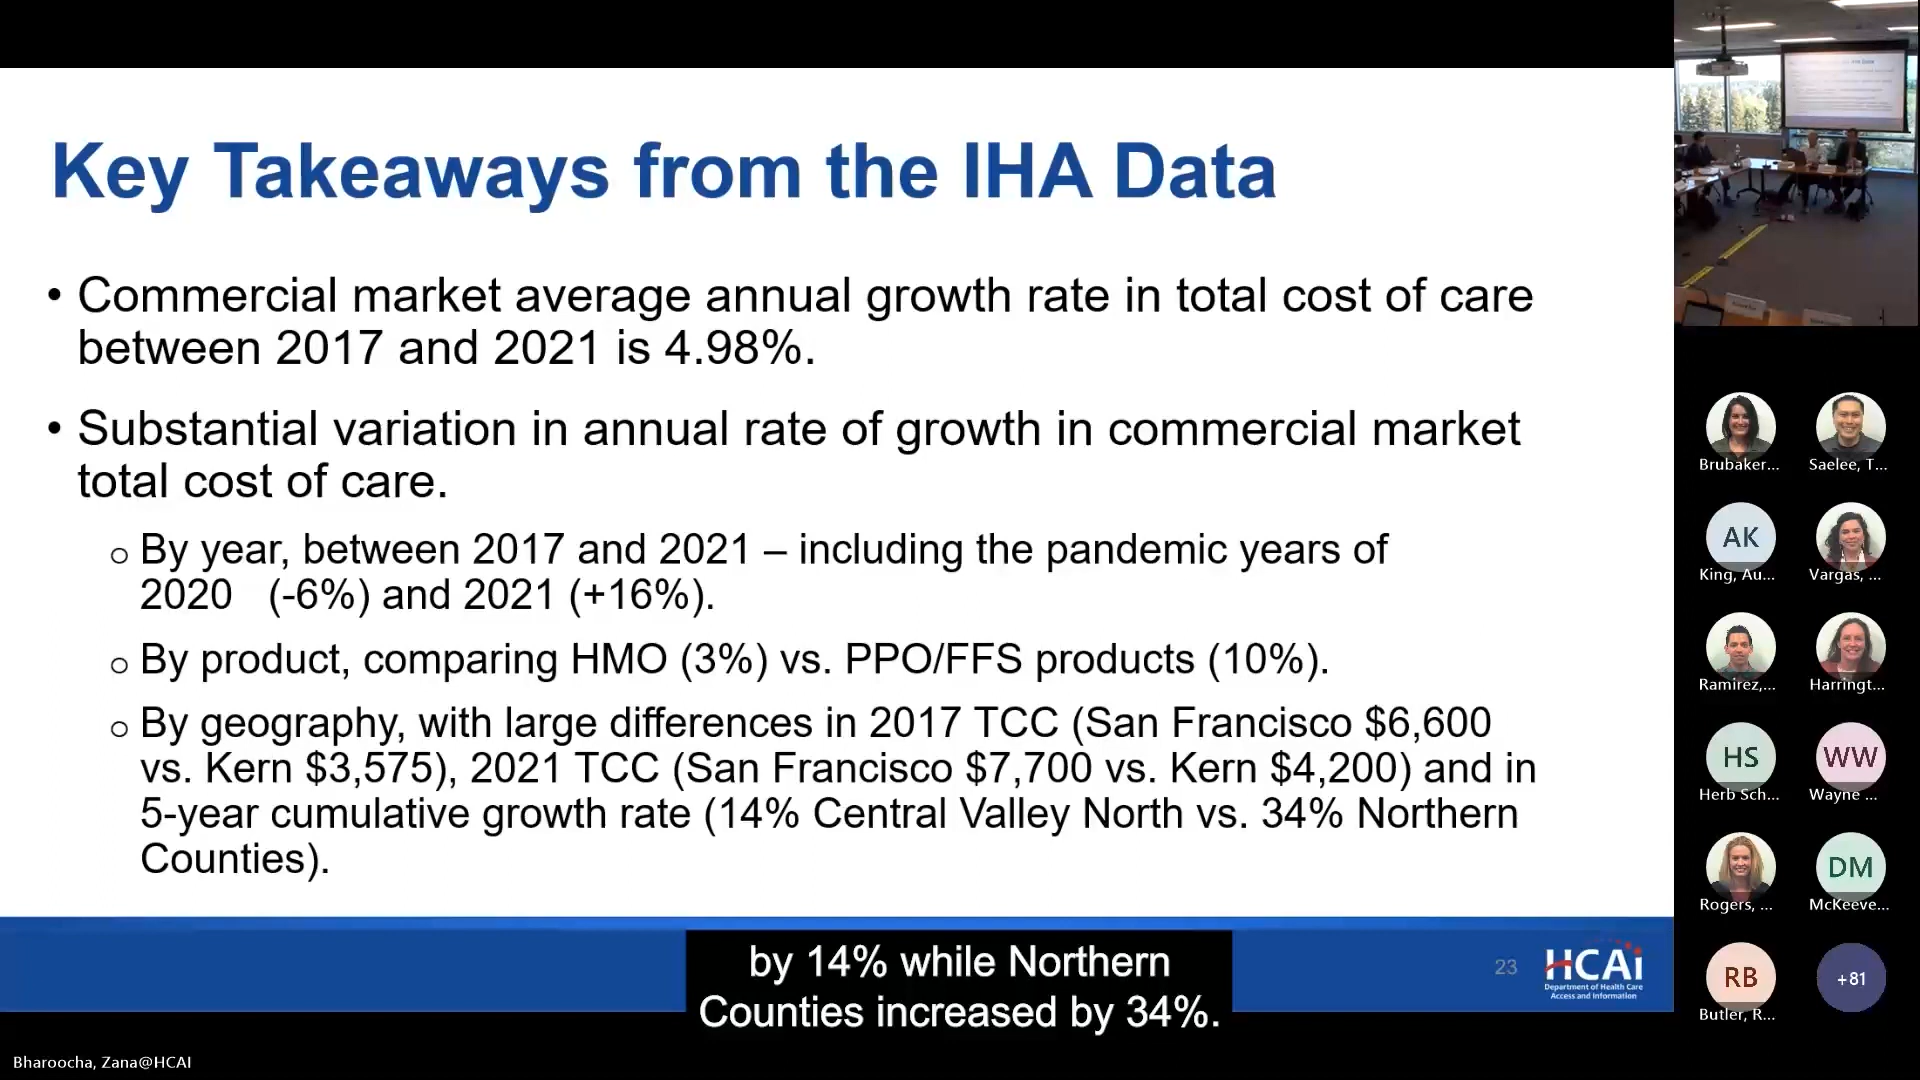 Key Takeaways from the IHA Data
• Commercial market average annual growth rate in total cost of care
between 2017 and 2021 is 4.98%.
• Substantial variation in annual rate of growth in commercial market
total cost of care.
o By year, between 2017 and 2021 – including the pandemic years of
2020 (-6%) and 2021 (+16%).
o By product, comparing HMO (3%) vs. PPO/FFS products (10%).
o By geography, with large differences in 2017 TCC (San Francisco $6,600
vs. Kern $3,575), 2021 TCC (San Francisco $7,700 vs. Kern $4,200) and in
5-year cumulative growth rate (14% Central Valley North vs. 34% Northern
Counties).
23
HCAi
Department of Health Care
Access and Information
by 14% while Northern
Counties increased by 34%.
Bharoocha, Zana@HCAI
Brubaker...
Saelee, T...
AK
King, Au...
Vargas, ...
Ramirez,...
Harringt...
HS
Herb Sch...
WW
Wayne ...
Rogers, ...
DM
McKeeve...
RB
Butler, R...
+81